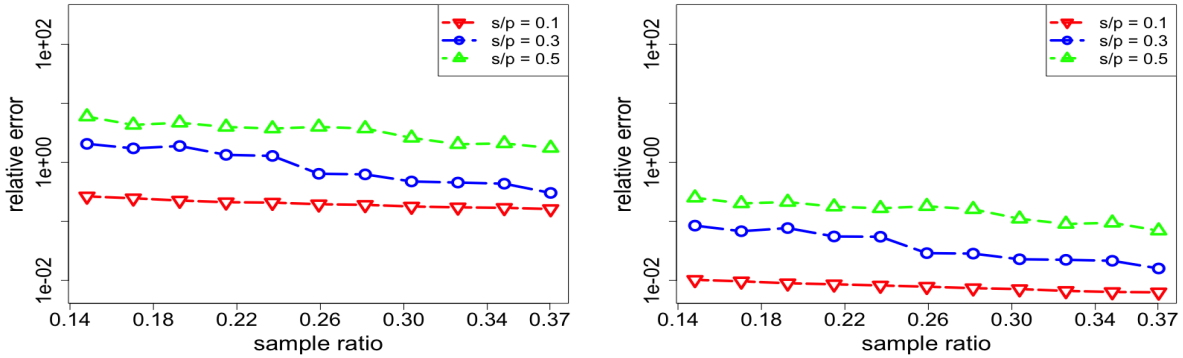 relative error
1e+02
1e+00
1e-02
s/p = 0.1
s/p = 0.3
s/p = 0.5
0.14 0.18 0.22 0.26 0.30 0.34 0.37
sample ratio
relative error
1e+02
1e+00
1e-02
s/p = 0.1
s/p = 0.3
s/p = 0.5
0.14 0.18 0.22 0.26 0.30 0.34 0.37
sample ratio